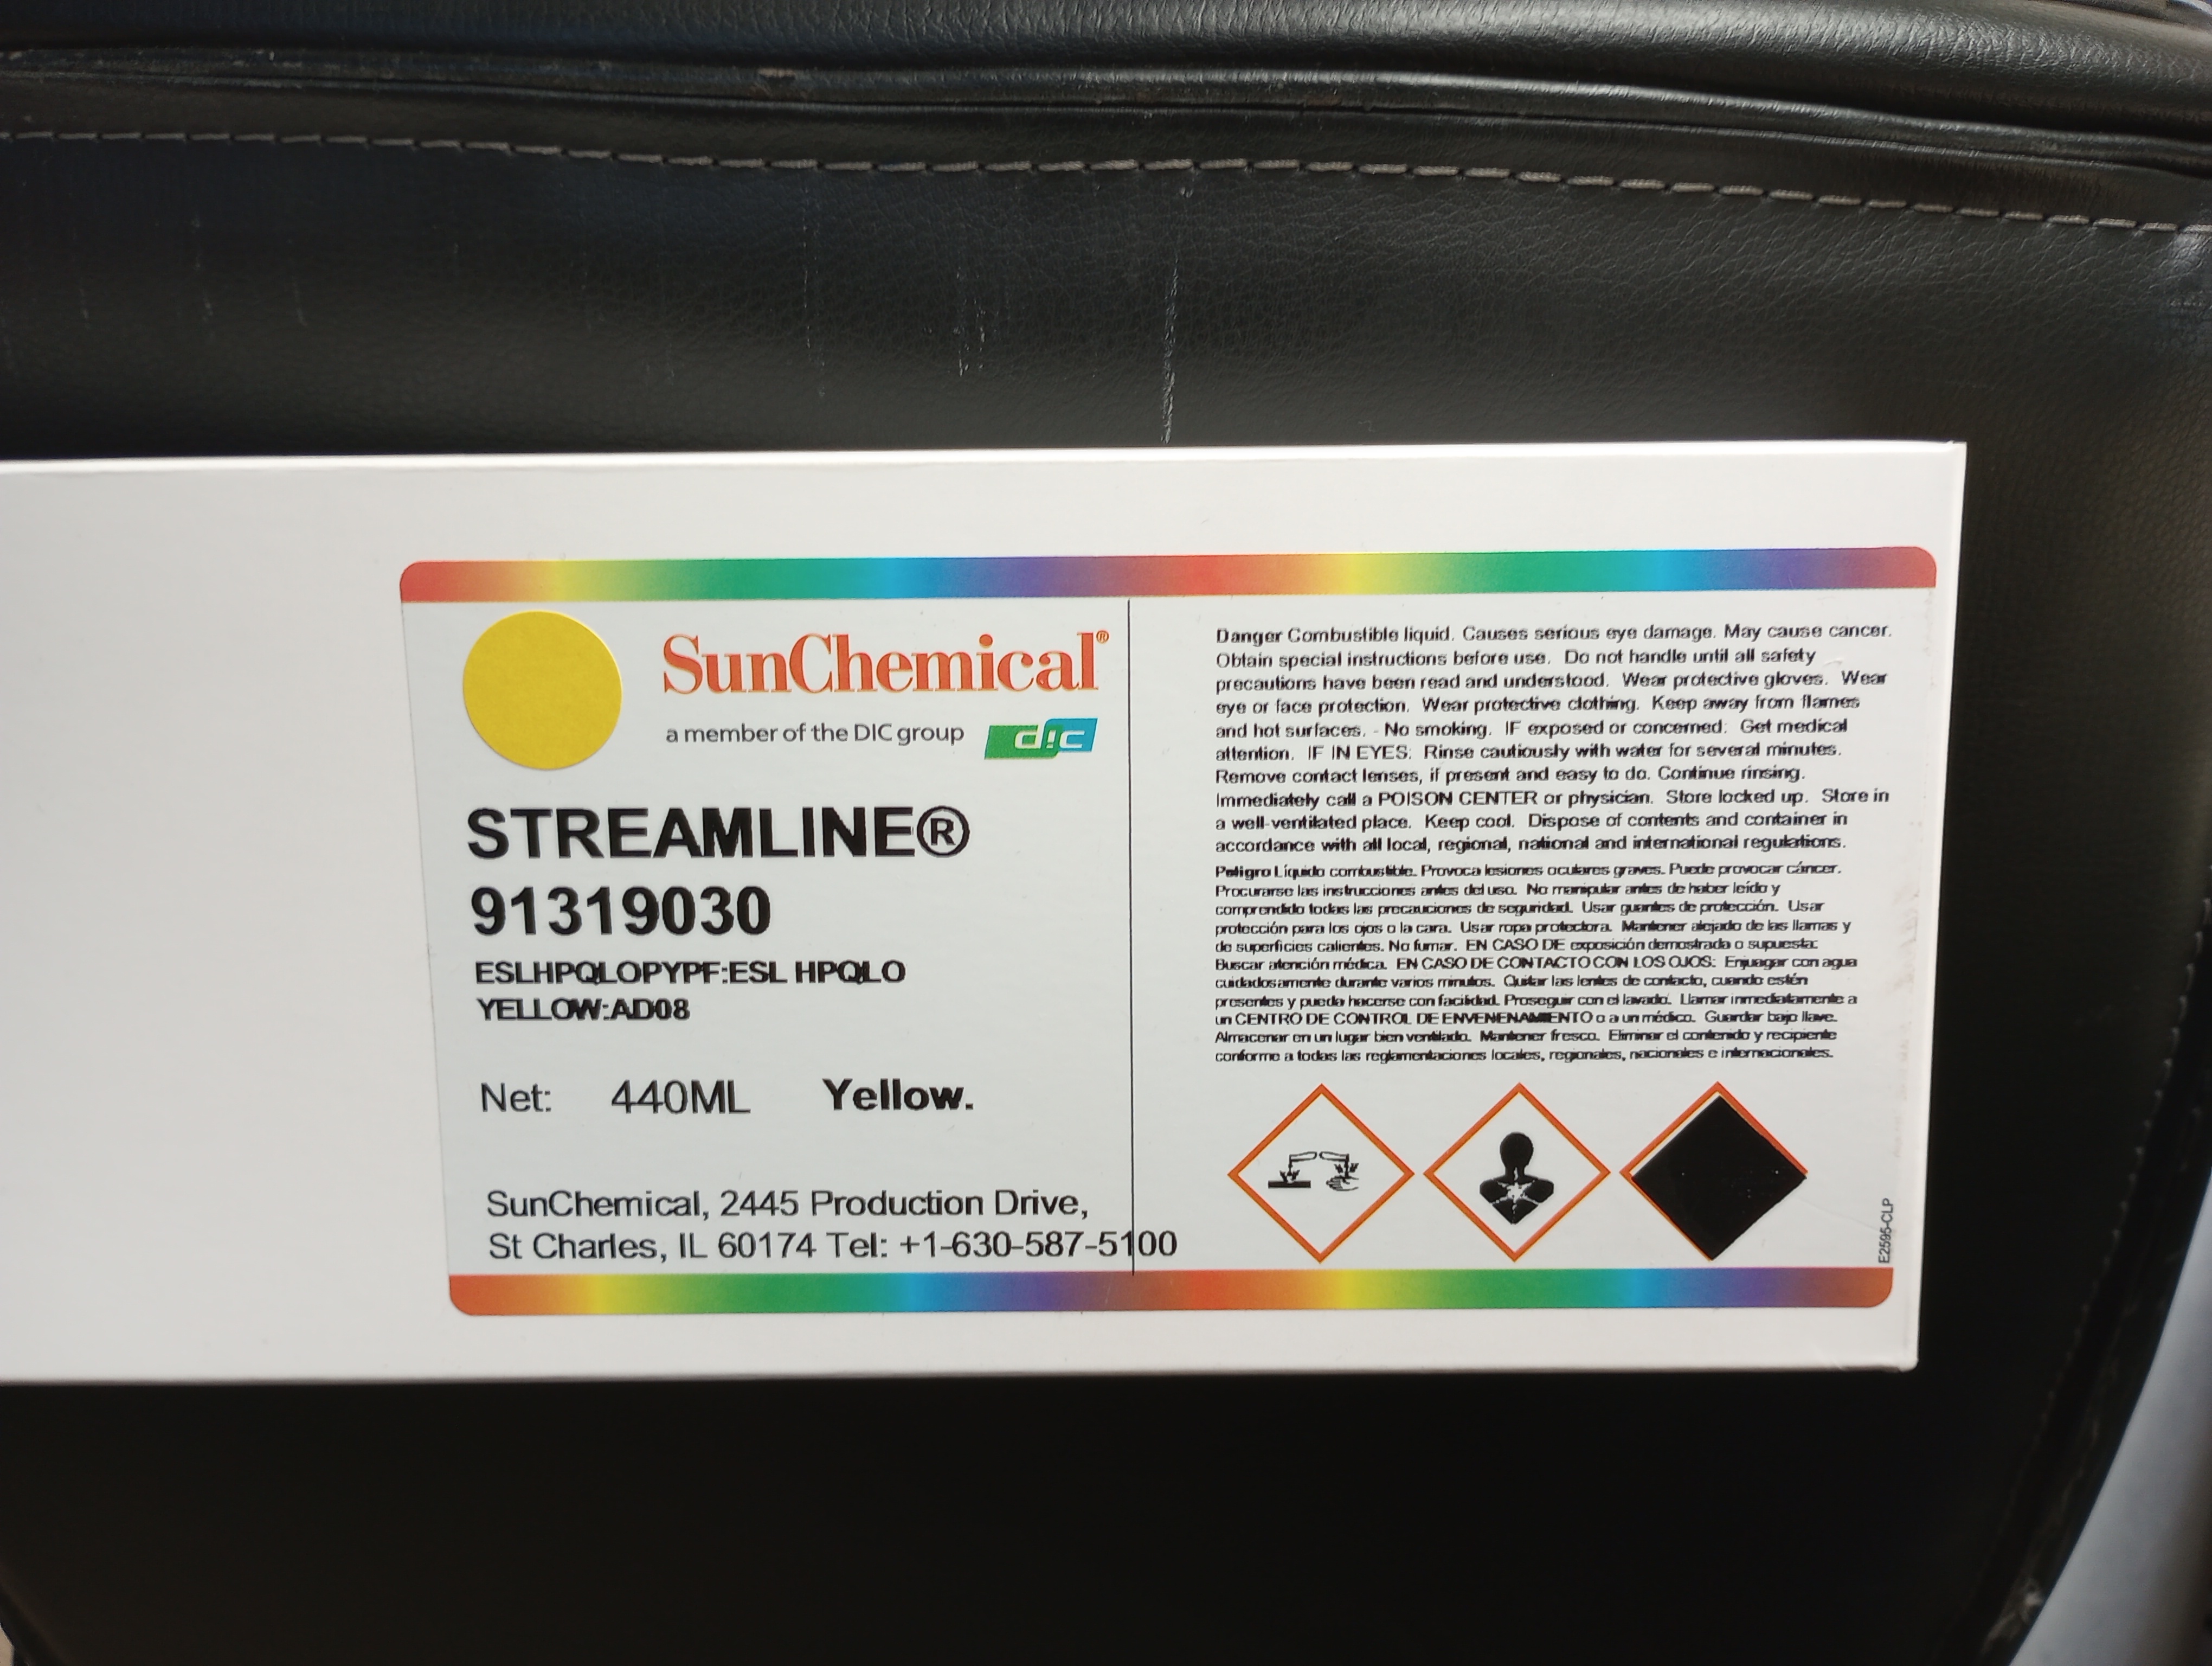 SunChemical®
a member of the DIC group
dic
STREAMLINE®
91319030
ESLHPQLOPYPF:ESL HPQLO
YELLOW:AD08
Net: 440ML Yellow.
SunChemical, 2445 Production Drive,
St Charles, IL 60174 Tel: +1-630-587-5100
Danger Combustible liquid. Causes serious eye damage. May cause cancer.
Obtain special instructions before use. Do not handle until all safety
precautions have been read and understood. Wear protective gloves. Wear
eye or face protection. Wear protective clothing. Keep away from flames
and hot surfaces. - No smoking. IF exposed or concerned: Get medical
attention. IF IN EYES: Rinse cautiously with water for several minutes.
Remove contact lenses, if present and easy to do. Continue rinsing.
Immediately call a POISON CENTER or physician. Store locked up. Store in
a well-ventilated place. Keep cool. Dispose of contents and container in
accordance with all local, regional, national and international regulations.
Peligro Líquido combustible. Provoca lesiones oculares graves. Puede provocar cáncer.
Procurarse las instrucciones antes del uso. No manipular antes de haber leído y
comprendido todas las precauciones de seguridad. Usar guantes de protección. Usar
protección para los ojos o la cara. Usar ropa protectora. Mantener alejado de las llamas y
de superficies calientes. No fumar. EN CASO DE exposición demostrada o supuesta:
Buscar atención médica. EN CASO DE CONTACTO CON LOS OJOS: Enjuagar con agua
cuidadosamente durante varios minutos. Quitar las lentes de contacto, cuando estén
presentes y pueda hacerse con facilidad. Proseguir con el lavado. Llamar inmediatamente a
un CENTRO DE CONTROL DE ENVENENAMIENTO o a un médico. Guardar bajo llave.
Almacenar en un lugar bien ventilado. Mantener fresco. Eliminar el contenido y recipiente
conforme a todas las reglamentaciones locales, regionales, nacionales e internacionales.
E2595-CLP